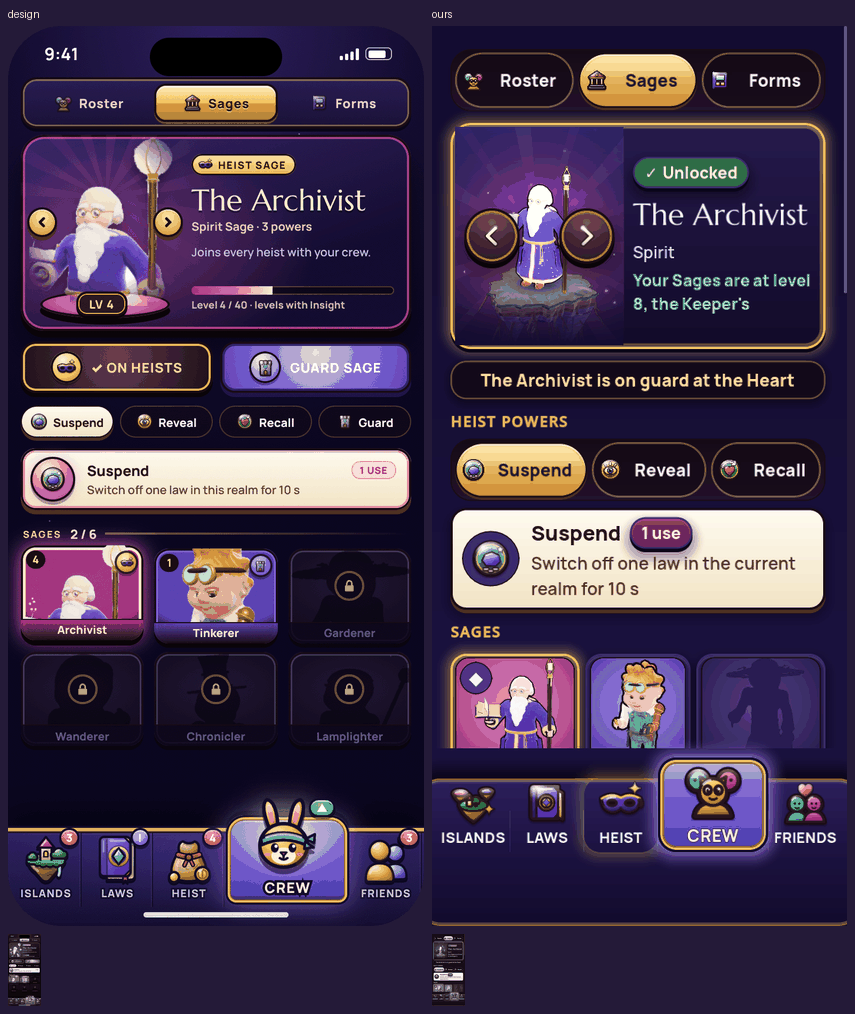 design
9:41
Roster
Sages
Forms
HEIST SAGE
The Archivist
Spirit Sage · 3 powers
Joins every heist with your crew.
LV 4
Level 4 / 40 · levels with Insight
✓ ON HEISTS
GUARD SAGE
Suspend
Reveal
Recall
Guard
Suspend
1 USE
Switch off one law in this realm for 10 s
SAGES 2 / 6
4
1
Archivist
Tinkerer
Gardener
Wanderer
Chronicler
Lamplighter
3
4
3
ISLANDS
LAWS
HEIST
CREW
FRIENDS
ours
Roster
Sages
Forms
✓ Unlocked
The Archivist
Spirit
Your Sages are at level
8, the Keeper's
The Archivist is on guard at the Heart
HEIST POWERS
Suspend
Reveal
Recall
Suspend
1 use
Switch off one law in the current
realm for 10 s
SAGES
ISLANDS
LAWS
HEIST
CREW
FRIENDS